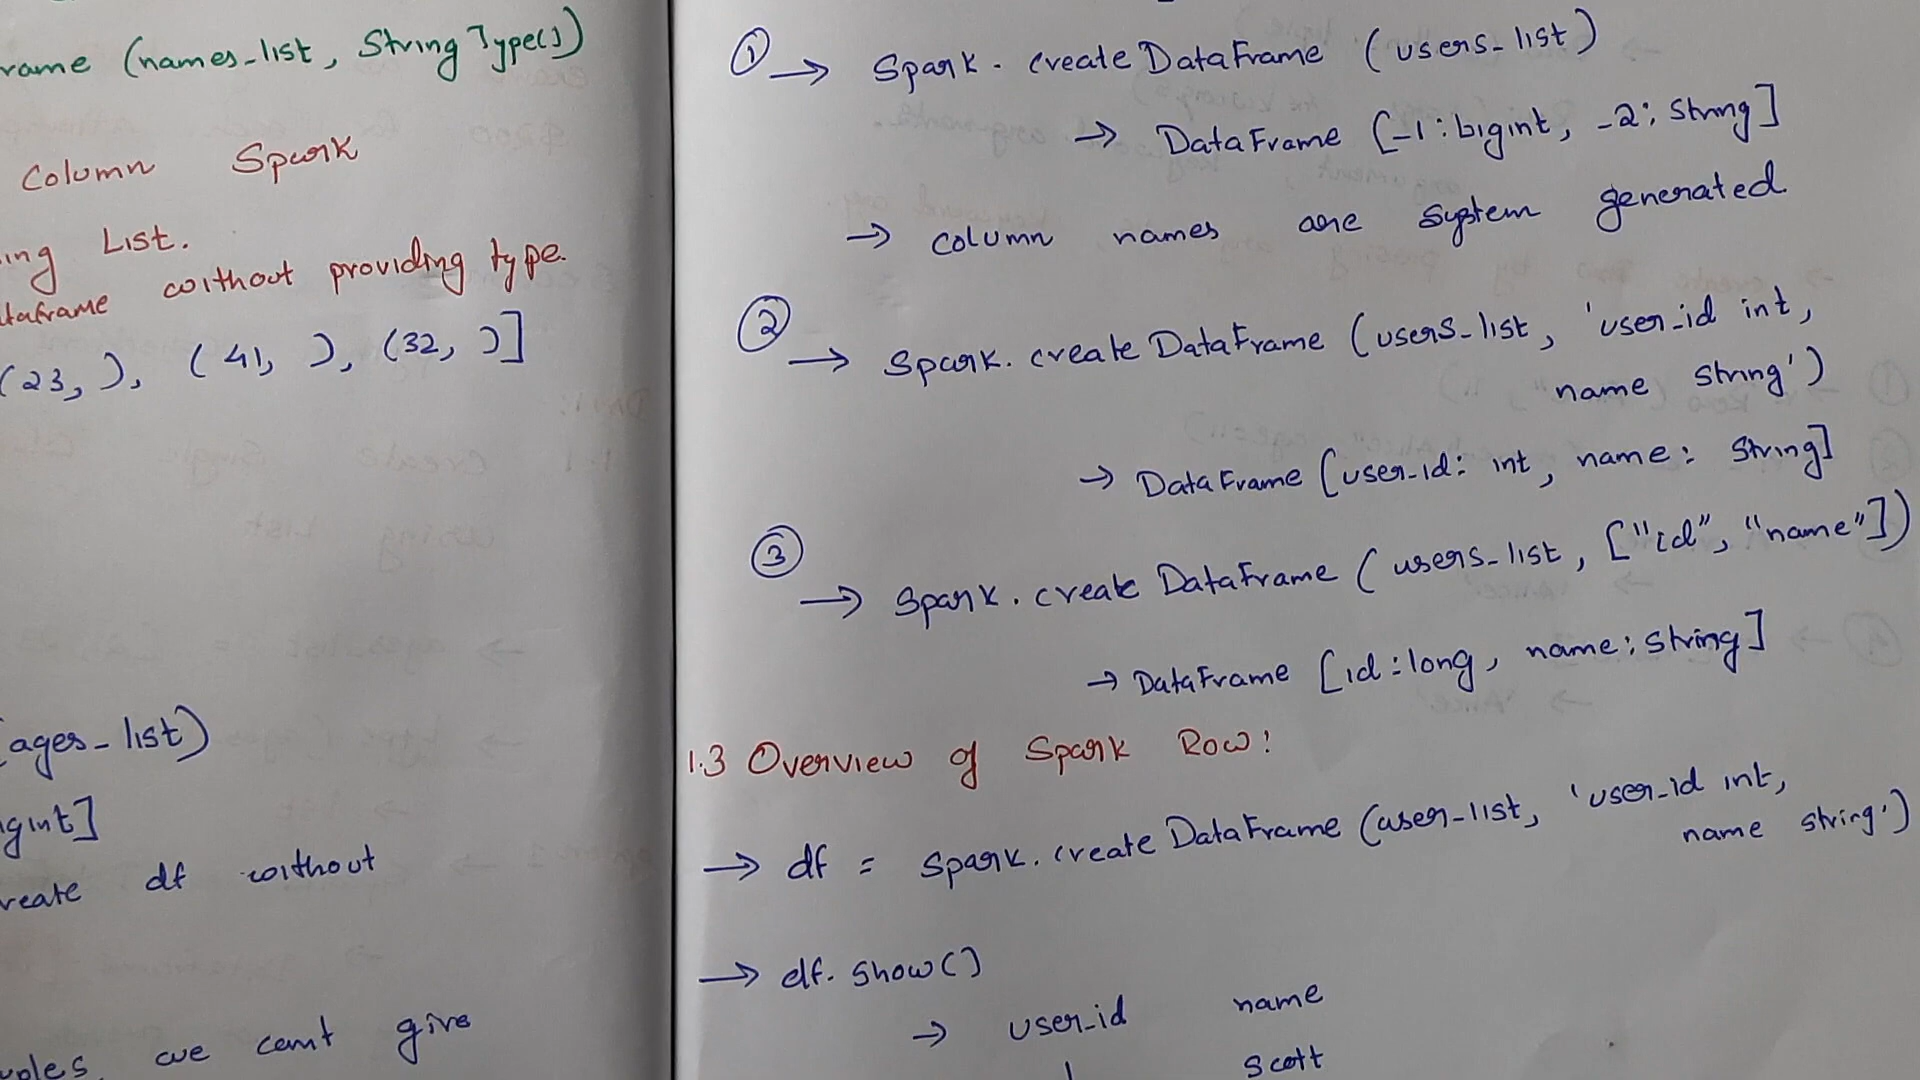 rame (names_list, StringType())
Column Spark
ing List.
taframe without providing type.
(23, ), (41, ), (32, )]
ages_list)
gint]
reate df without
uples, we can't give
① → Spark. createDataFrame (users_list)
→ DataFrame [_1: bigint, _2: String]
→ column names are system generated
② → Spark. createDataFrame (users_list, 'user_id int,
name string')
→ DataFrame [user_id: int, name: String]
③ → Spark. createDataFrame (users_list, ["id", "name"])
→ DataFrame [id: long, name: String]
1.3 Overview of Spark Row:
→ df = Spark. createDataFrame (user_list, 'user_id int,
name string')
→ df. show()
→ user_id name
1 scott